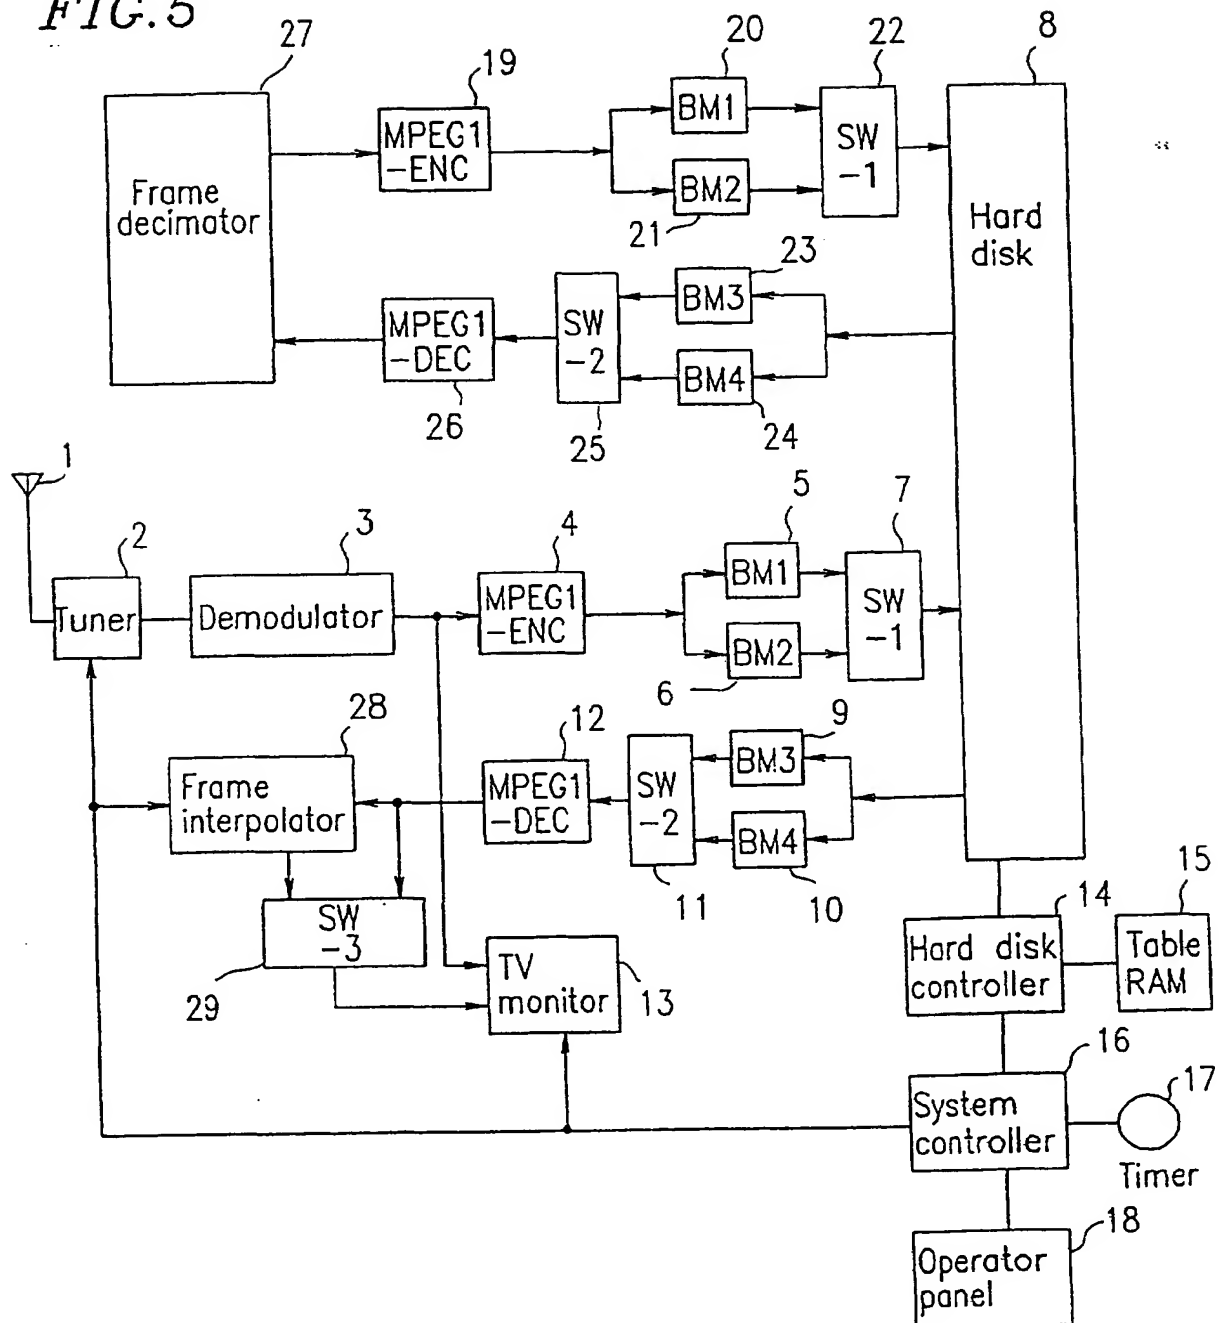 FIG. 5
27
19
20
22
8
MPEG1
-ENC
BM1
SW
-1
Frame
decimator
BM2
21
Hard
disk
23
MPEG1
-DEC
SW
-2
BM3
BM4
26
25
24
1
2
3
4
5
7
Tuner
Demodulator
MPEG1
-ENC
BM1
SW
-1
BM2
6
28
12
9
Frame
interpolator
MPEG1
-DEC
SW
-2
BM3
BM4
11
10
14
15
SW
-3
29
TV
monitor
13
Hard disk
controller
Table
RAM
16
17
System
controller
Timer
18
Operator
panel